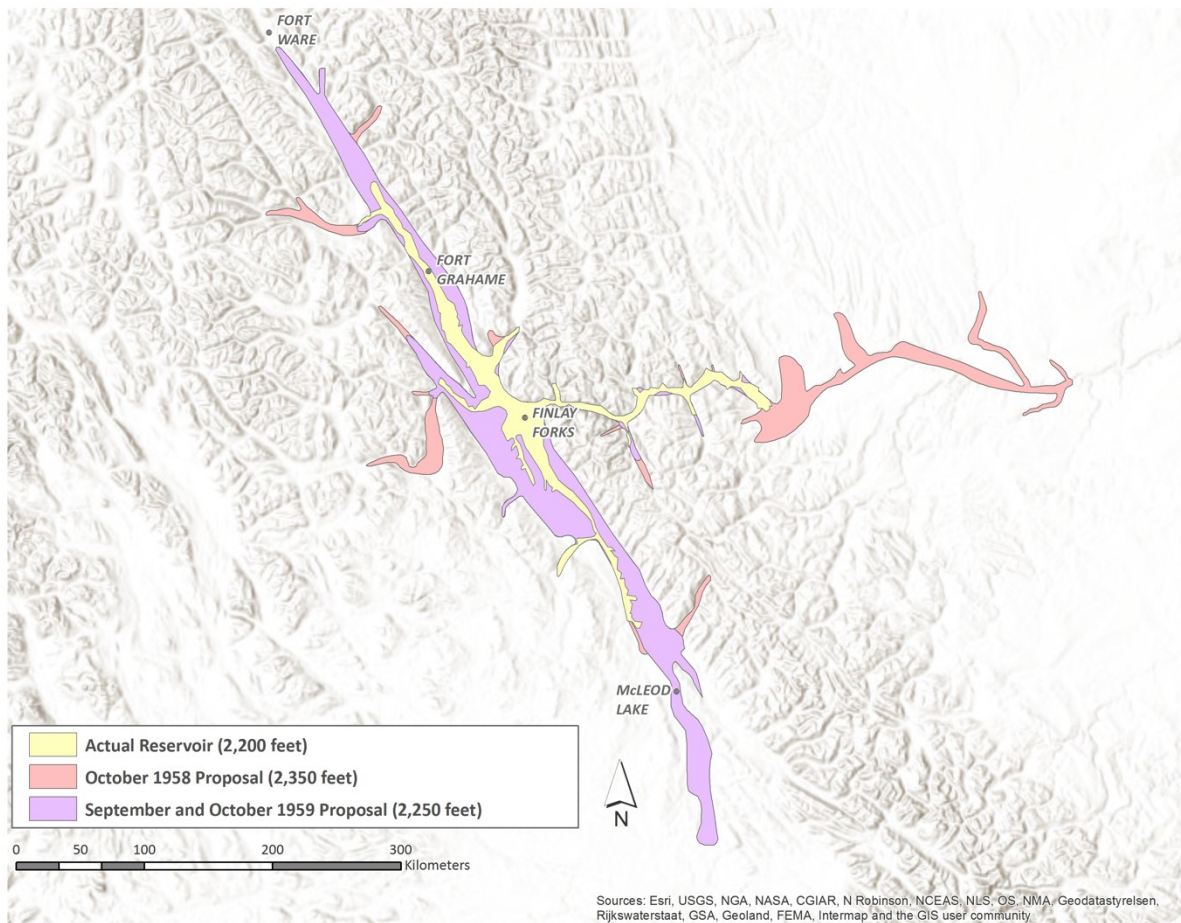 FORT
WARE
FORT
GRAHAME
FINLAY
FORKS
McLEOD
LAKE
Actual Reservoir (2,200 feet)
October 1958 Proposal (2,350 feet)
September and October 1959 Proposal (2,250 feet)
N
0 50 100 200 300
Kilometers
Sources: Esri, USGS, NGA, NASA, CGIAR, N Robinson, NCEAS, NLS, OS, NMA, Geodatastyrelsen,
Rijkswaterstaat, GSA, Geoland, FEMA, Intermap and the GIS user community